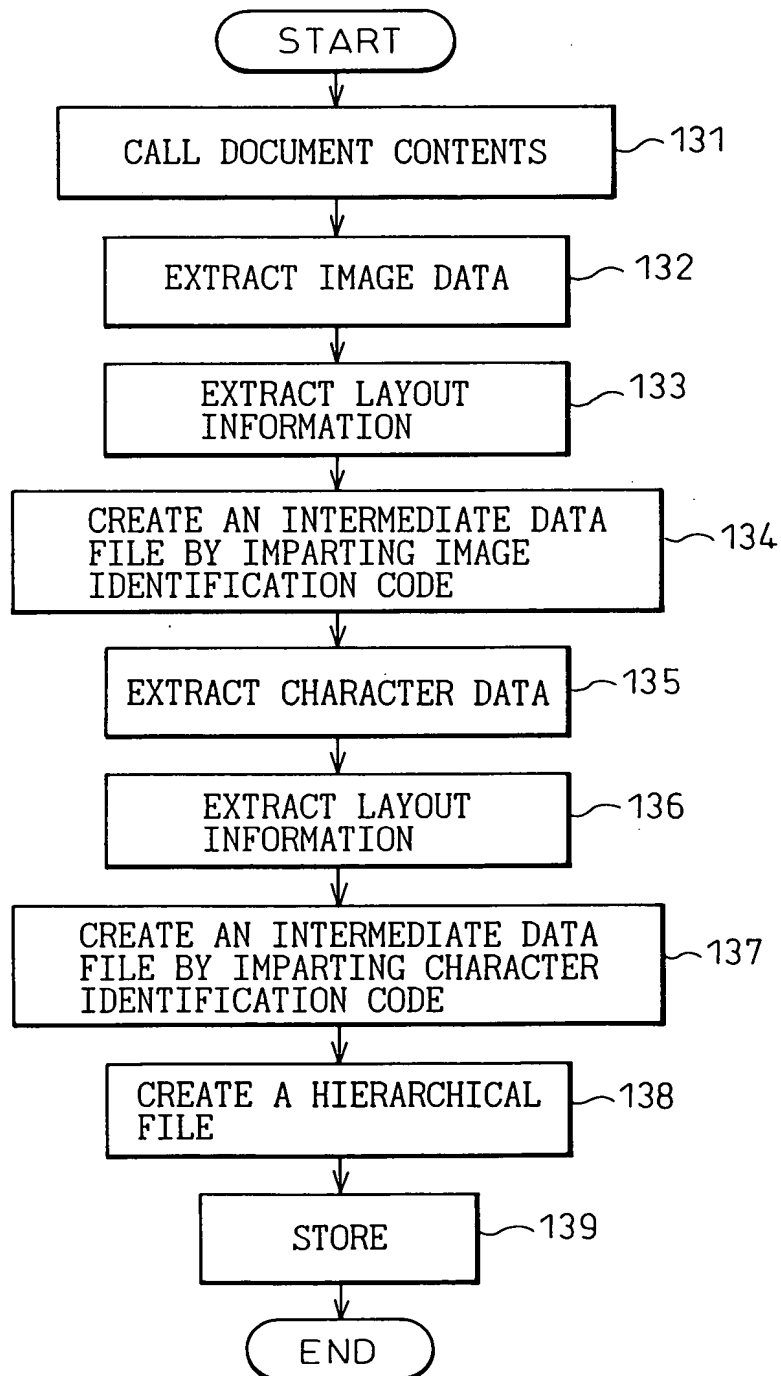 START
CALL DOCUMENT CONTENTS
131
EXTRACT IMAGE DATA
132
EXTRACT LAYOUT
INFORMATION
133
CREATE AN INTERMEDIATE DATA
FILE BY IMPARTING IMAGE
IDENTIFICATION CODE
134
EXTRACT CHARACTER DATA
135
EXTRACT LAYOUT
INFORMATION
136
CREATE AN INTERMEDIATE DATA
FILE BY IMPARTING CHARACTER
IDENTIFICATION CODE
137
CREATE A HIERARCHICAL
FILE
138
STORE
139
END